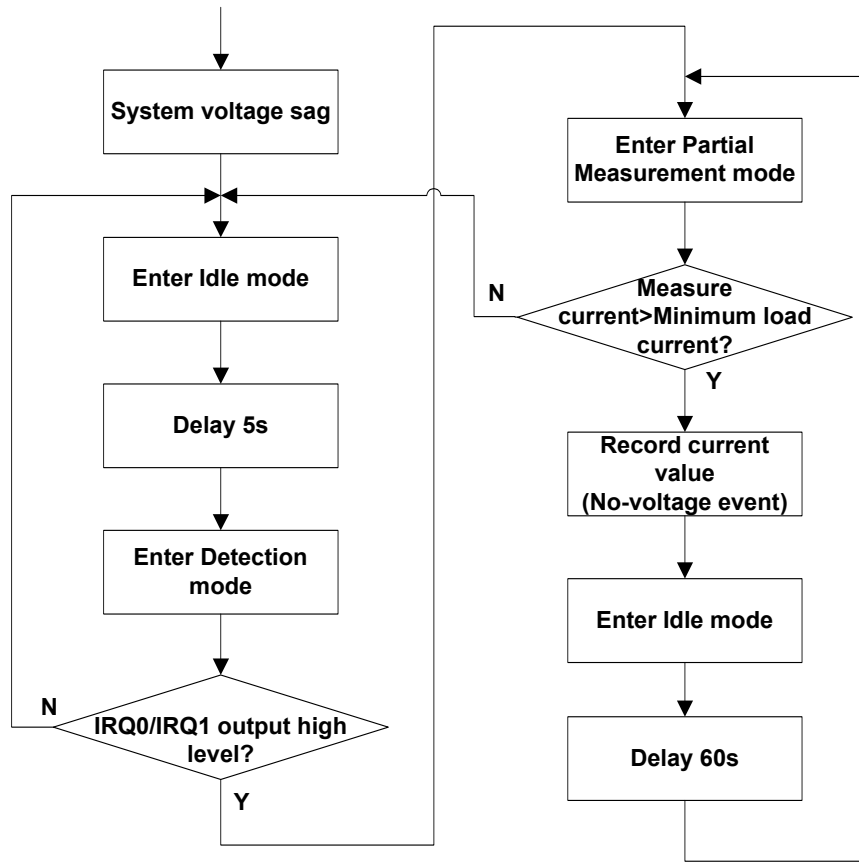 System voltage sag
Enter Idle mode
Delay 5s
Enter Detection
mode
N
IRQ0/IRQ1 output high
level?
Y
Enter Partial
Measurement mode
N
Measure
current>Minimum load
current?
Y
Record current
value
(No-voltage event)
Enter Idle mode
Delay 60s